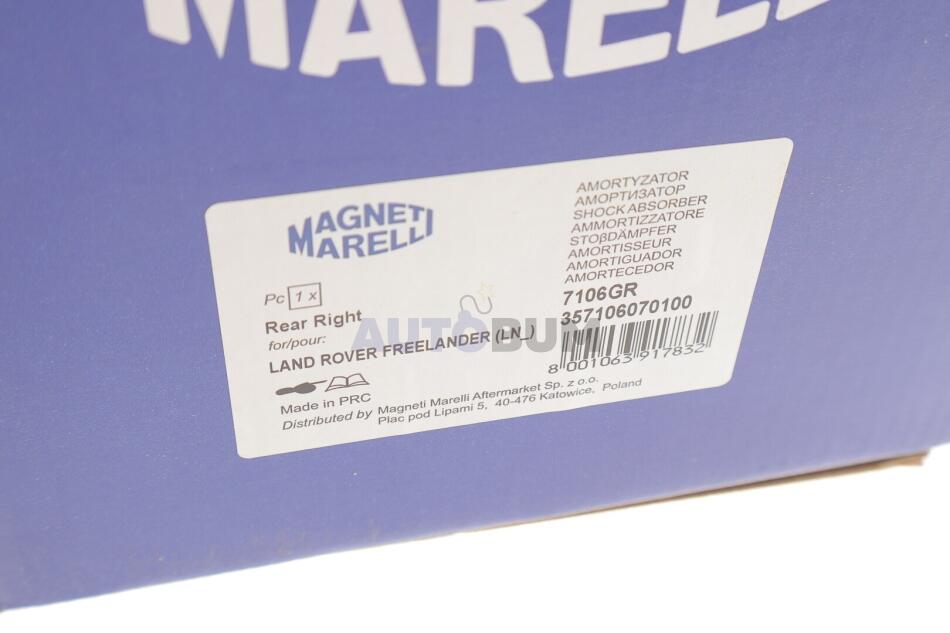 MARELLI
MAGNETI
MARELLI
Pc 1 x
Rear Right
for/pour:
LAND ROVER FREELANDER (LN_)
Made in PRC
Distributed by Magneti Marelli Aftermarket Sp. z o.o.
Plac pod Lipami 5, 40-476 Katowice, Poland
AMORTYZATOR
АМОРТИЗАТОР
SHOCK ABSORBER
AMMORTIZZATORE
STOßDÄMPFER
AMORTISSEUR
AMORTIGUADOR
AMORTECEDOR
7106GR
357106070100
8 001063 917832
AUTOBUM